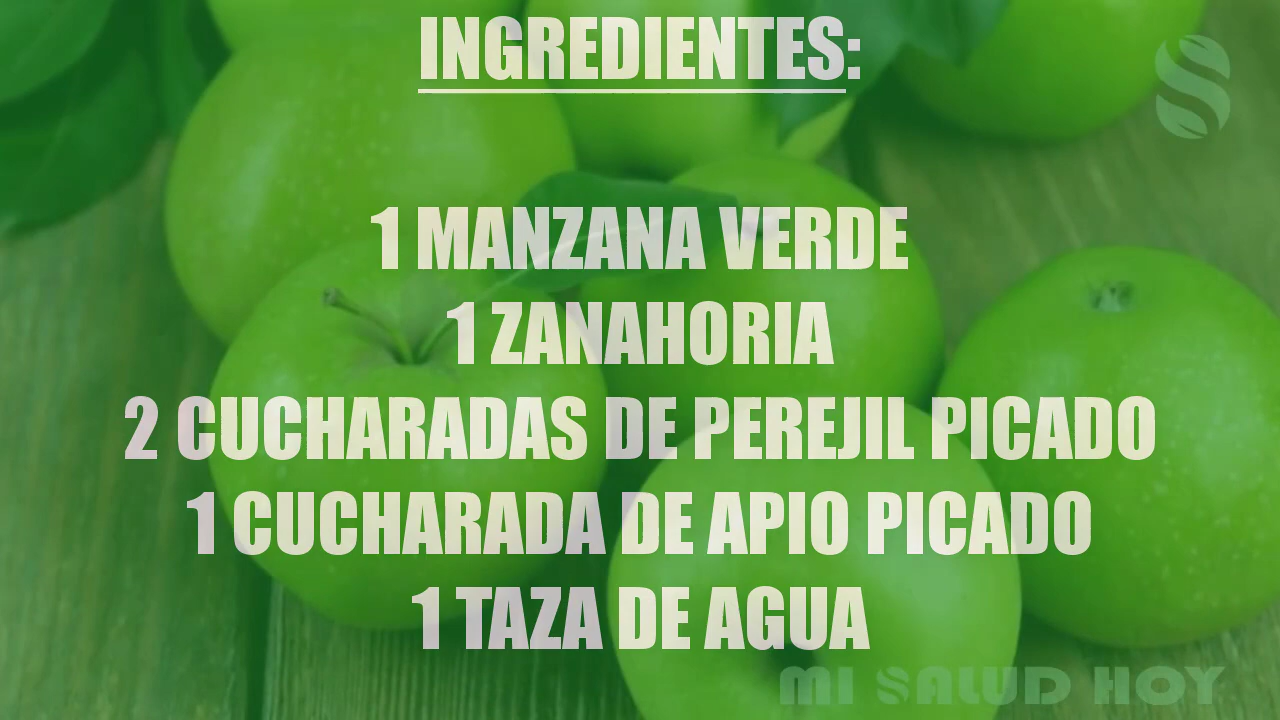 INGREDIENTES:
1 MANZANA VERDE
1 ZANAHORIA
2 CUCHARADAS DE PEREJIL PICADO
1 CUCHARADA DE APIO PICADO
1 TAZA DE AGUA
MI SALUD HOY